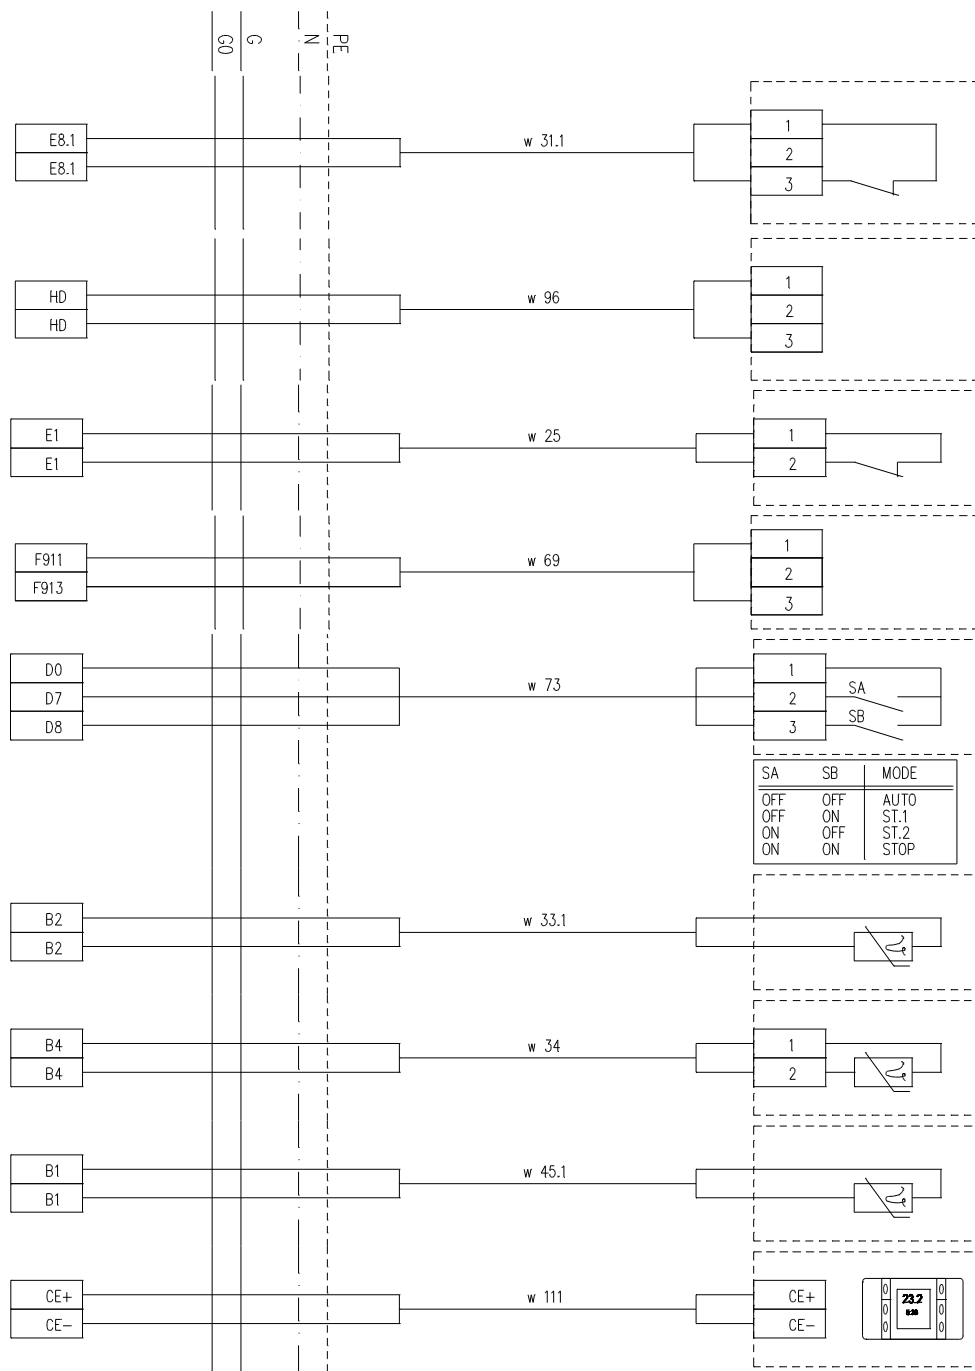 G0 G N PE
E8.1 w 31.1 1
E8.1 2
3
HD w 96 1
HD 2
3
E1 w 25 1
E1 2
F911 w 69 1
F913 2
3
D0 w 73 1
D7 2 SA
D8 3 SB
SA SB MODE
OFF OFF AUTO
OFF ON ST.1
ON OFF ST.2
ON ON STOP
B2 w 33.1
B2
B4 w 34 1
B4 2
B1 w 45.1
B1
CE+ w 111 CE+ 23.2
CE- CE-